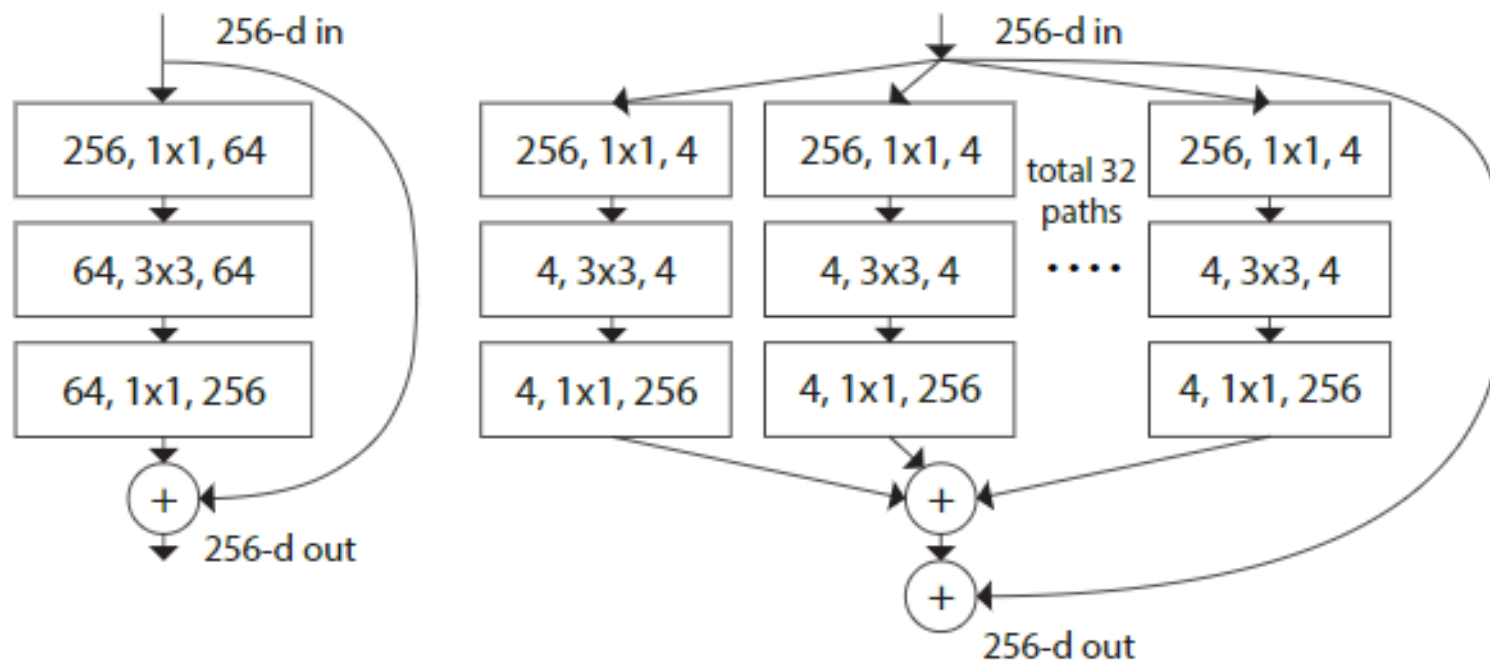 256-d in
256, 1x1, 64
64, 3x3, 64
64, 1x1, 256
+
256-d out
256-d in
256, 1x1, 4
256, 1x1, 4
total 32
paths
256, 1x1, 4
4, 3x3, 4
4, 3x3, 4
....
4, 3x3, 4
4, 1x1, 256
4, 1x1, 256
4, 1x1, 256
+
+
256-d out